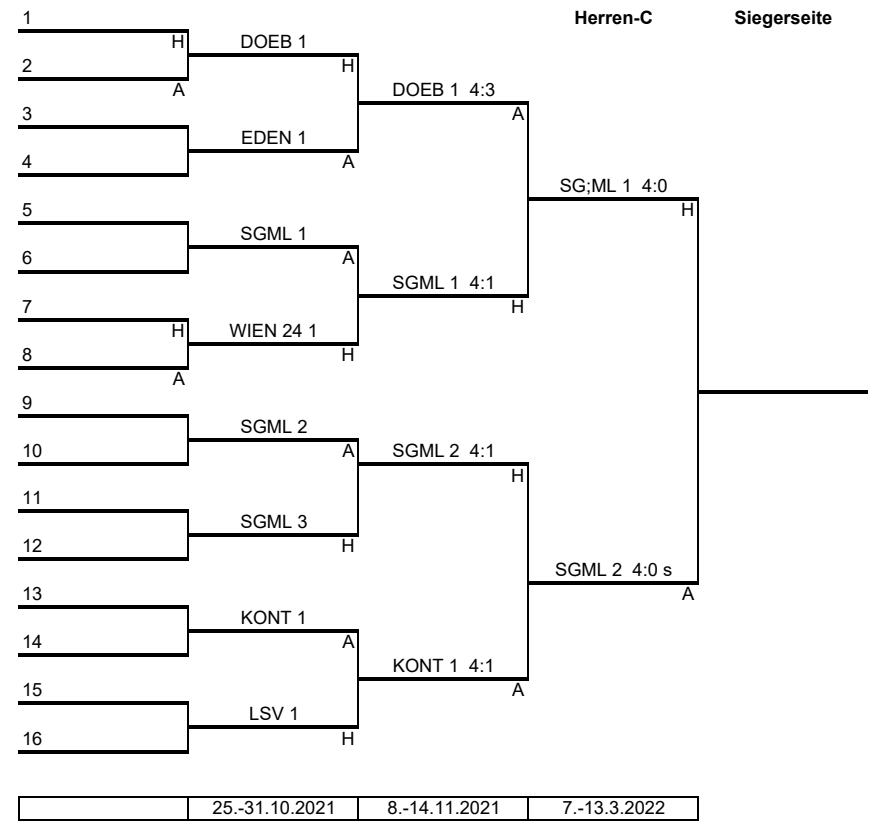 1 Herren-C Siegerseite
H DOEB 1
2 H
A DOEB 1 4:3
3 A
EDEN 1
4 A
SG;ML 1 4:0
5 H
SGML 1
6 A
SGML 1 4:1
7 H
H WIEN 24 1
8 H
A
9
SGML 2
10 A SGML 2 4:1
H
11
SGML 3
12 H
SGML 2 4:0 s
13 A
KONT 1
14 A
KONT 1 4:1
15 A
LSV 1
16 H
25.-31.10.2021 8.-14.11.2021 7.-13.3.2022